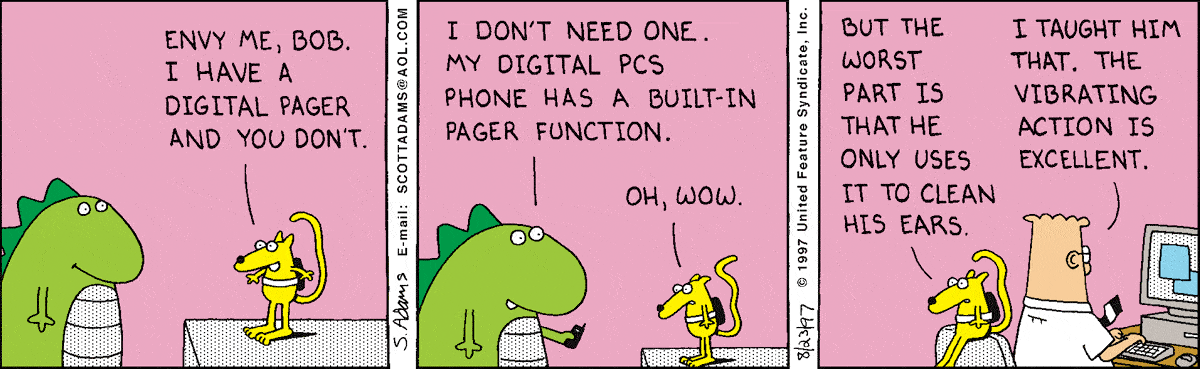 ENVY ME, BOB.
I HAVE A
DIGITAL PAGER
AND YOU DON'T.
S. Adams E-mail: SCOTTADAMS@AOL.COM
I DON'T NEED ONE.
MY DIGITAL PCS
PHONE HAS A BUILT-IN
PAGER FUNCTION.
OH, WOW.
8/23/97 © 1997 United Feature Syndicate, Inc.
BUT THE
WORST
PART IS
THAT HE
ONLY USES
IT TO CLEAN
HIS EARS.
I TAUGHT HIM
THAT. THE
VIBRATING
ACTION IS
EXCELLENT.